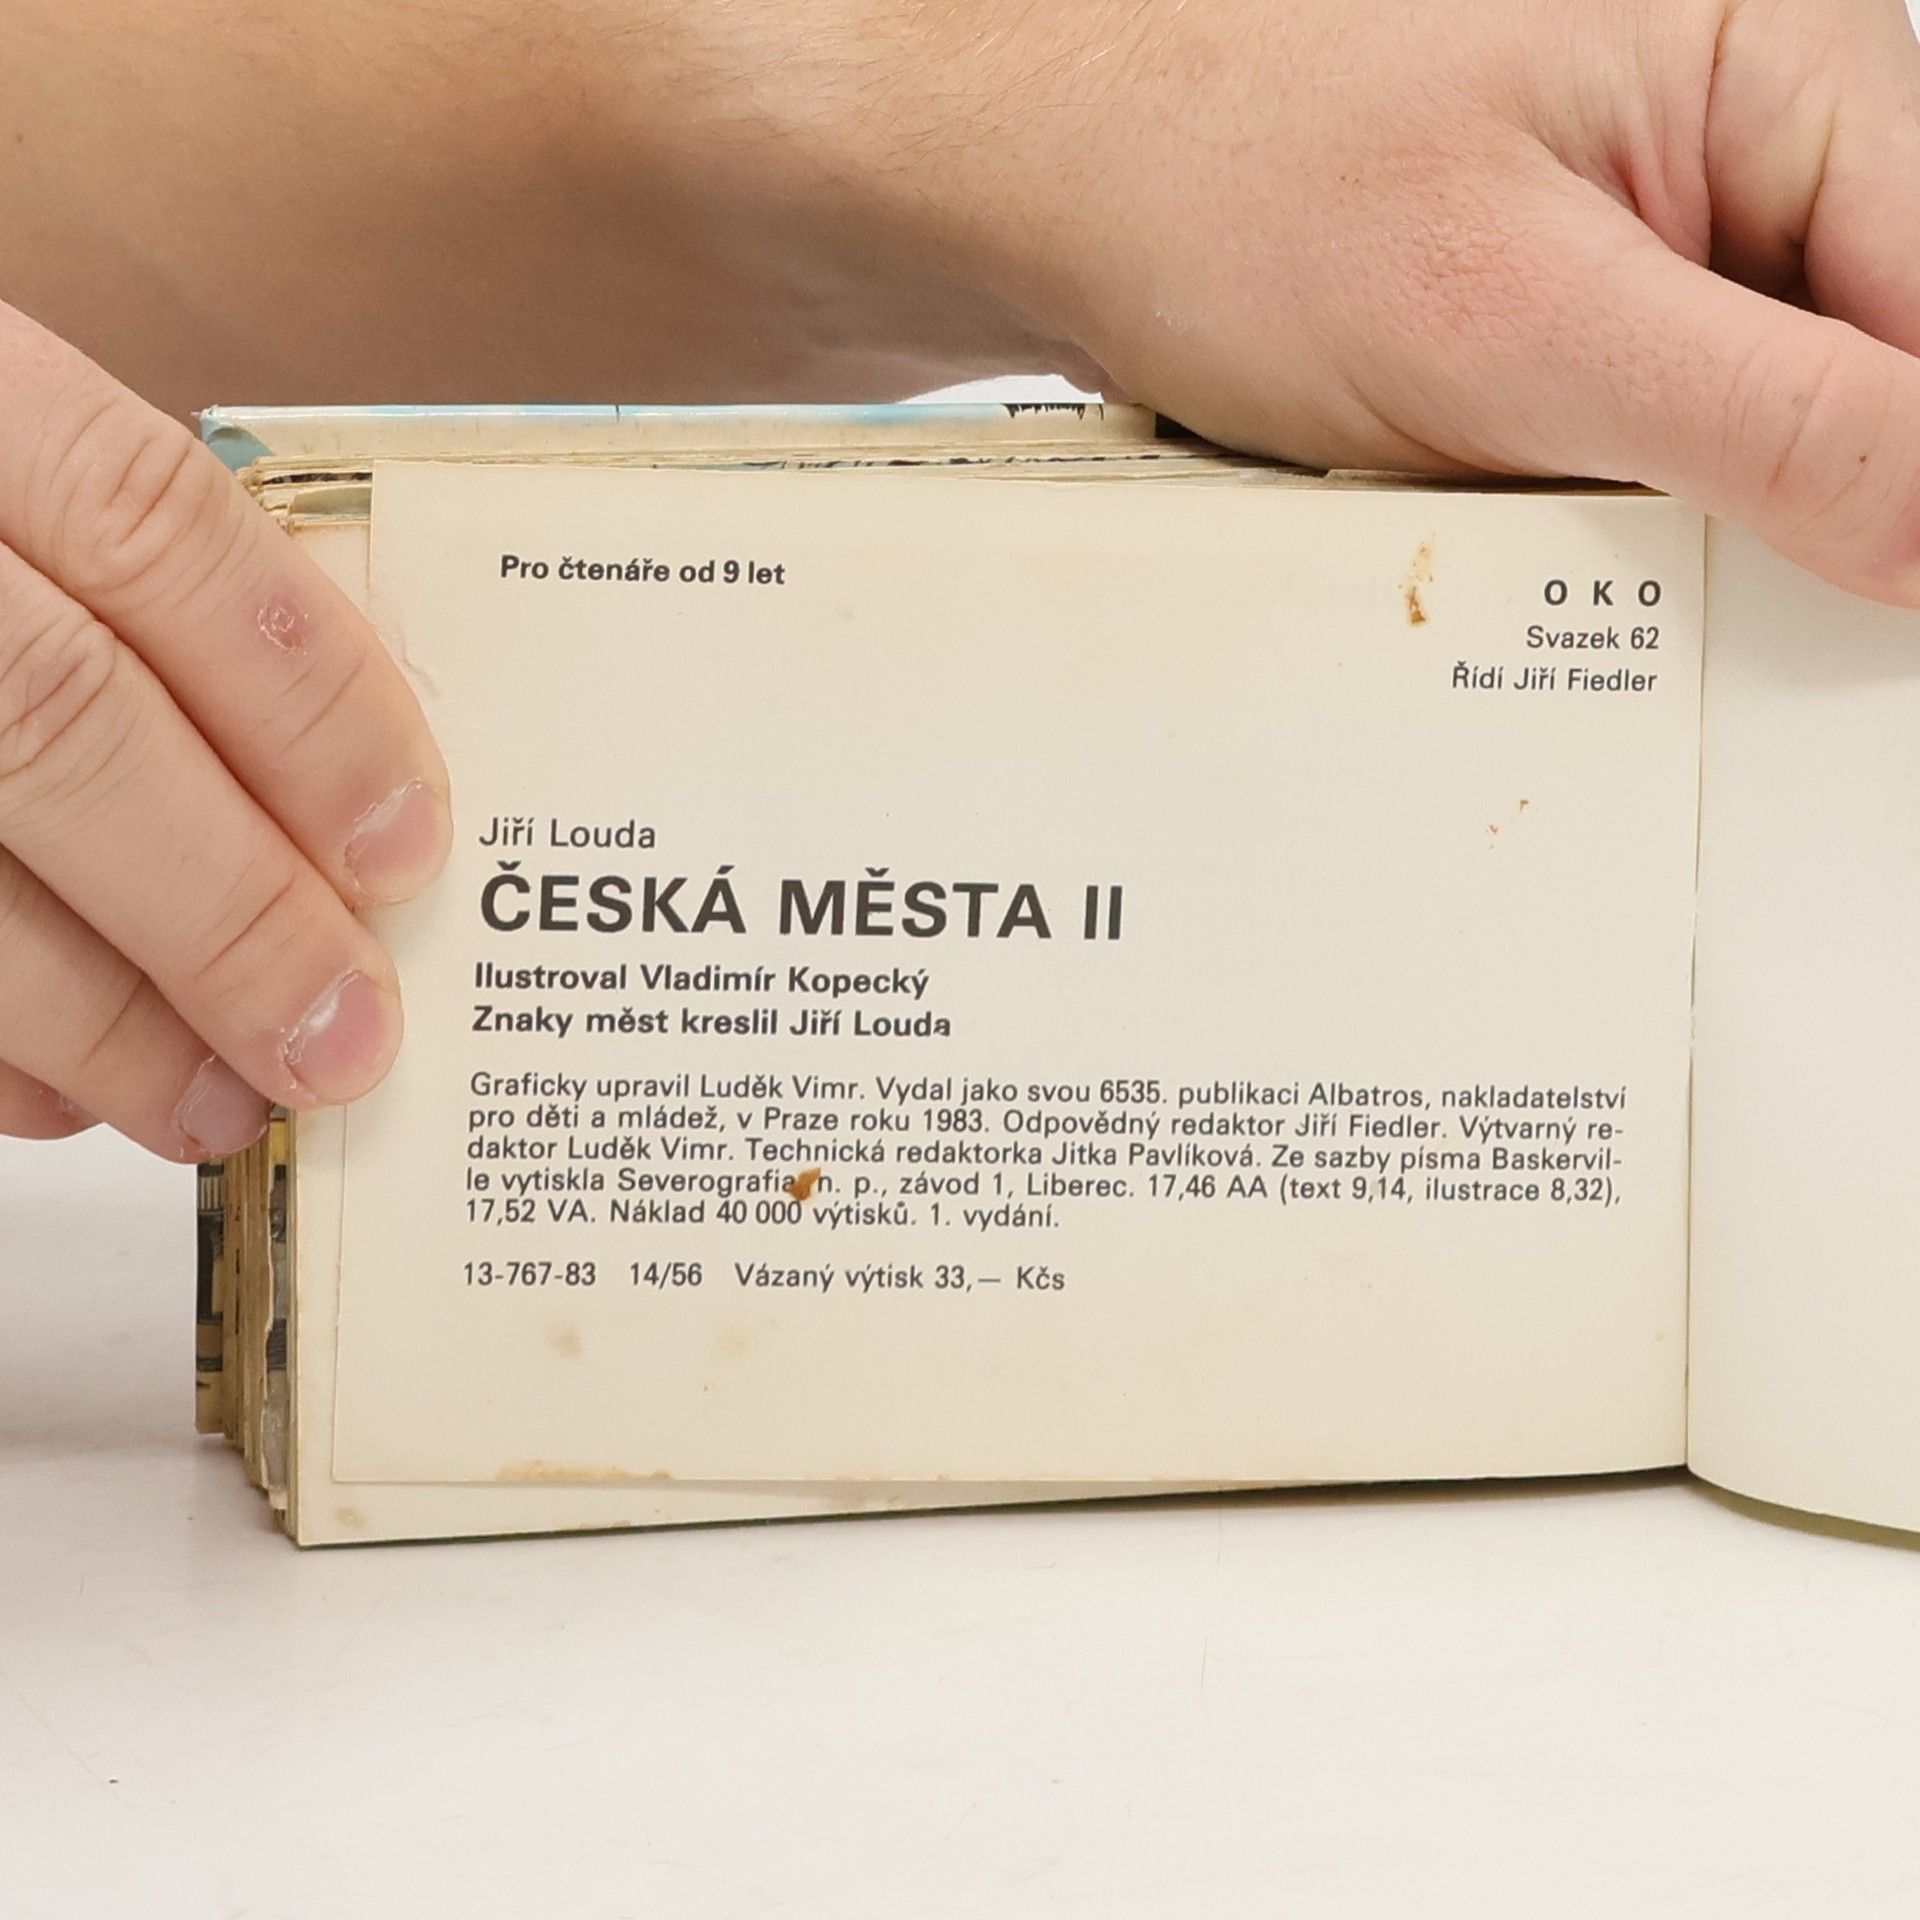 Pro čtenáře od 9 let
O K O
Svazek 62
Řídí Jiří Fiedler
Jiří Louda
ČESKÁ MĚSTA II
Ilustroval Vladimír Kopecký
Znaky měst kreslil Jiří Louda
Graficky upravil Luděk Vimr. Vydal jako svou 6535. publikaci Albatros, nakladatelství
pro děti a mládež, v Praze roku 1983. Odpovědný redaktor Jiří Fiedler. Výtvarný re-
daktor Luděk Vimr. Technická redaktorka Jitka Pavlíková. Ze sazby písma Baskervil-
le vytiskla Severografia, n. p., závod 1, Liberec. 17,46 AA (text 9,14, ilustrace 8,32),
17,52 VA. Náklad 40 000 výtisků. 1. vydání.
13-767-83 14/56 Vázaný výtisk 33,— Kčs